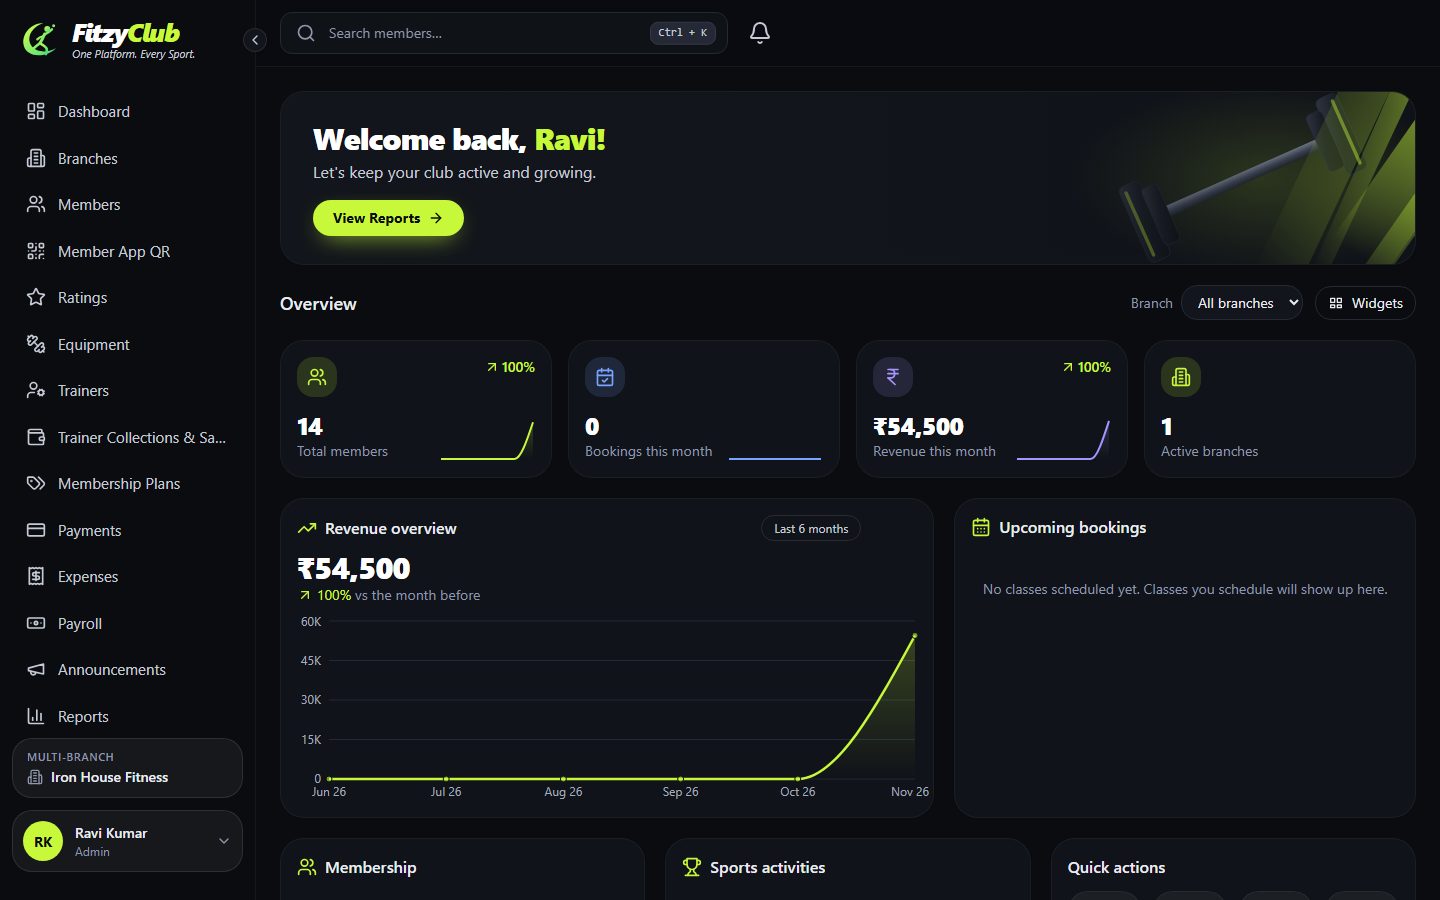 FitzyClub
One Platform. Every Sport.
Search members...
Ctrl + K
Dashboard
Branches
Members
Member App QR
Ratings
Equipment
Trainers
Trainer Collections & Sa...
Membership Plans
Payments
Expenses
Payroll
Announcements
Reports
MULTI-BRANCH
Iron House Fitness
RK
Ravi Kumar
Admin
Welcome back, Ravi!
Let's keep your club active and growing.
View Reports
Overview
Branch
All branches
Widgets
100%
14
Total members
0
Bookings this month
100%
₹54,500
Revenue this month
1
Active branches
Revenue overview
Last 6 months
₹54,500
100% vs the month before
60K
45K
30K
15K
0
Jun 26 Jul 26 Aug 26 Sep 26 Oct 26 Nov 26
Upcoming bookings
No classes scheduled yet. Classes you schedule will show up here.
Membership
Sports activities
Quick actions